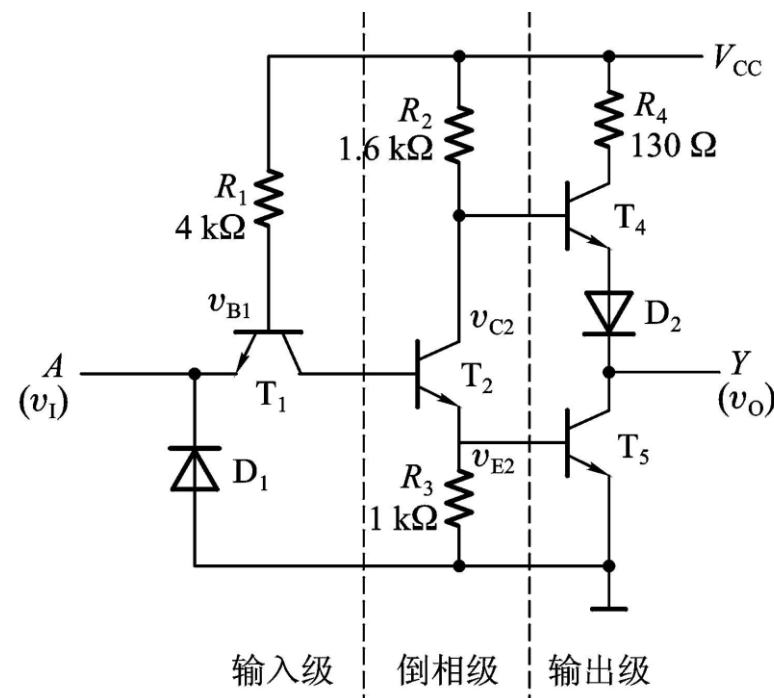 V_CC
R_2
1.6 kΩ
R_4
130 Ω
R_1
4 kΩ
T_4
v_B1
v_C2
D_2
A
(v_I)
T_1
T_2
Y
(v_O)
D_1
v_E2
T_5
R_3
1 kΩ
输入级 倒相级 输出级